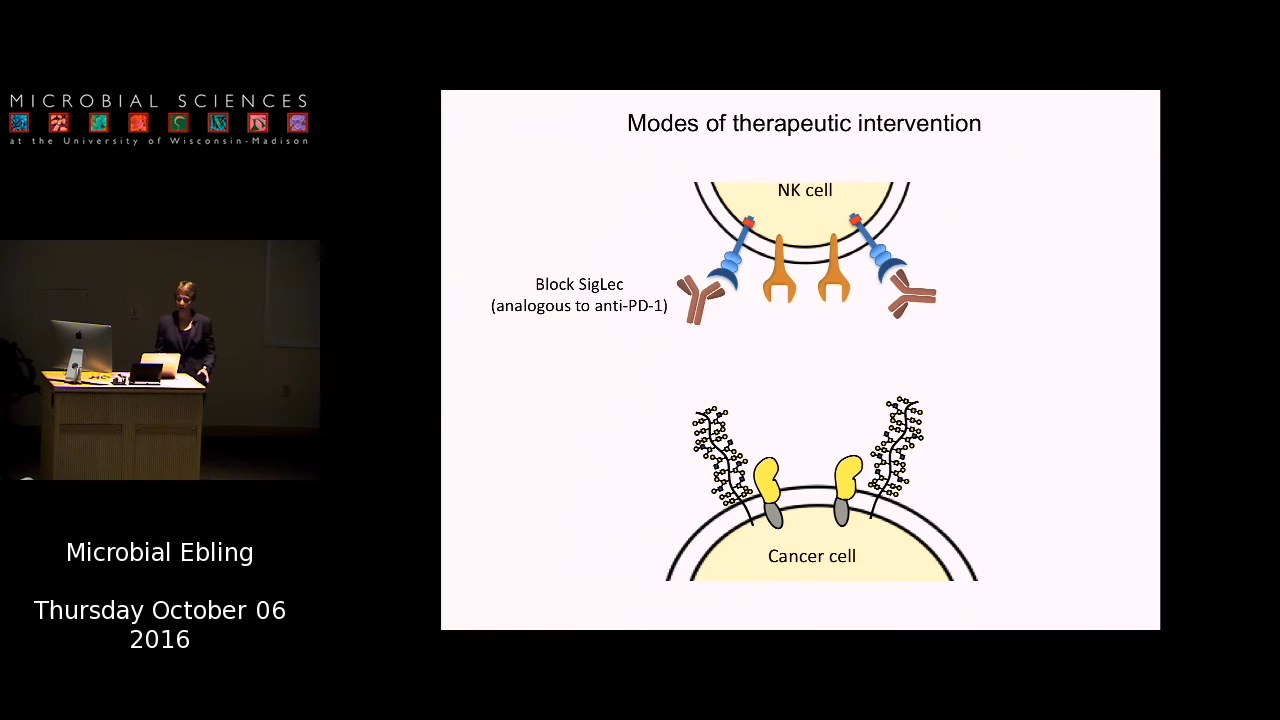 MICROBIAL SCIENCES
at the University of Wisconsin-Madison
Modes of therapeutic intervention
NK cell
Block SigLec
(analogous to anti-PD-1)
Cancer cell
Microbial Ebling
Thursday October 06
2016